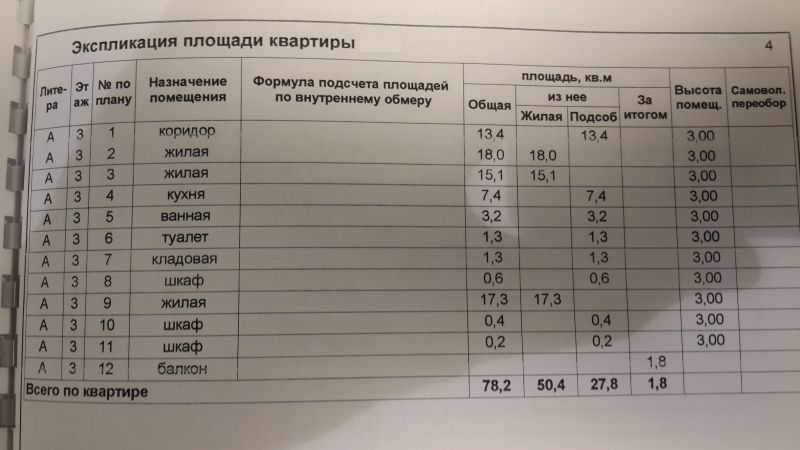 Экспликация площади квартиры
4
Лите-ра Эт аж № по плану Назначение помещения Формула подсчета площадей по внутреннему обмеру площадь, кв.м Общая из нее Жилая Подсоб За итогом Высота помещ. Самовол. переобор
А 3 1 коридор 13,4 13,4 3,00
А 3 2 жилая 18,0 18,0 3,00
А 3 3 жилая 15,1 15,1 3,00
А 3 4 кухня 7,4 7,4 3,00
А 3 5 ванная 3,2 3,2 3,00
А 3 6 туалет 1,3 1,3 3,00
А 3 7 кладовая 1,3 1,3 3,00
А 3 8 шкаф 0,6 0,6 3,00
А 3 9 жилая 17,3 17,3 3,00
А 3 10 шкаф 0,4 0,4 3,00
А 3 11 шкаф 0,2 0,2 3,00
А 3 12 балкон 1,8
Всего по квартире 78,2 50,4 27,8 1,8